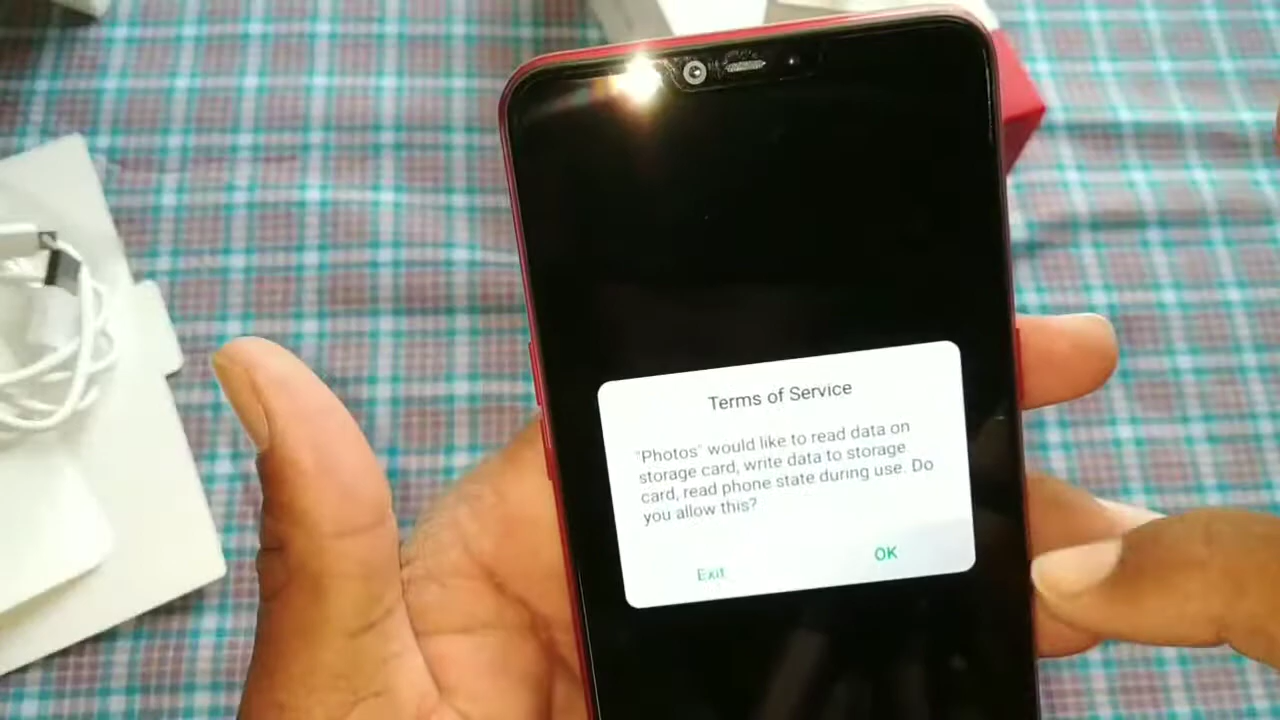 Terms of Service
"Photos" would like to read data on
storage card, write data to storage
card, read phone state during use. Do
you allow this?
Exit
OK